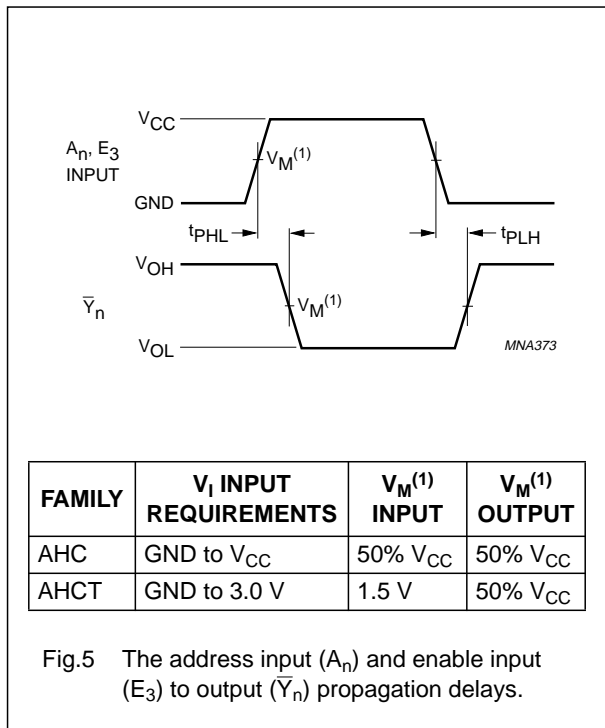 V_CC
A_n, E_3
INPUT
V_M^(1)
GND
t_PHL
t_PLH
V_OH
Y̅_n
V_M^(1)
V_OL
MNA373
FAMILY V_I INPUT REQUIREMENTS V_M^(1) INPUT V_M^(1) OUTPUT
AHC GND to V_CC 50% V_CC 50% V_CC
AHCT GND to 3.0 V 1.5 V 50% V_CC
Fig.5 The address input (A_n) and enable input
(E_3) to output (Y̅_n) propagation delays.